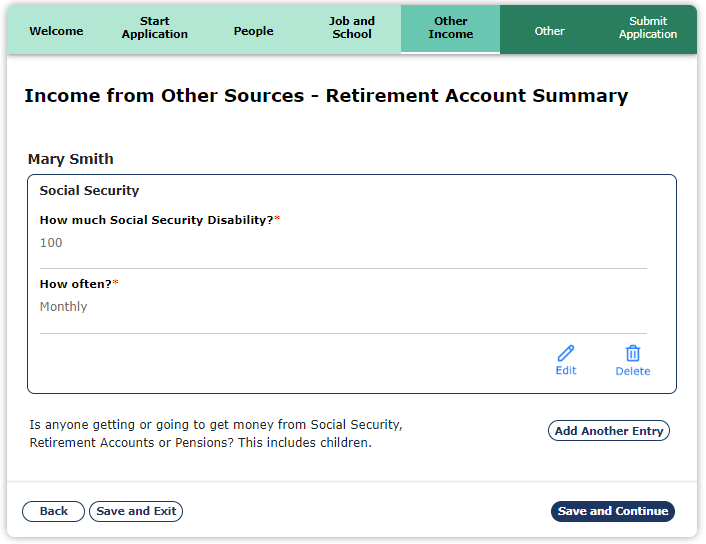 Welcome
Start
Application
People
Job and
School
Other
Income
Other
Submit
Application
Income from Other Sources - Retirement Account Summary
Mary Smith
Social Security
How much Social Security Disability?*
100
How often?*
Monthly
Edit
Delete
Is anyone getting or going to get money from Social Security,
Retirement Accounts or Pensions? This includes children.
Add Another Entry
Back
Save and Exit
Save and Continue